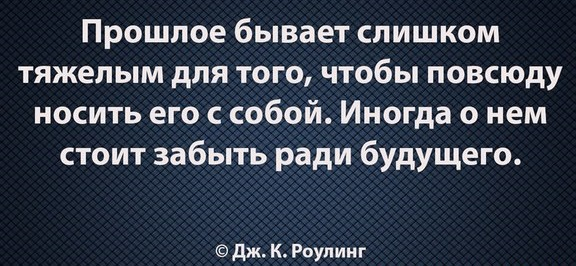 Прошлое бывает слишком
тяжелым для того, чтобы повсюду
носить его с собой. Иногда о нем
стоит забыть ради будущего.
© Дж. К. Роулинг